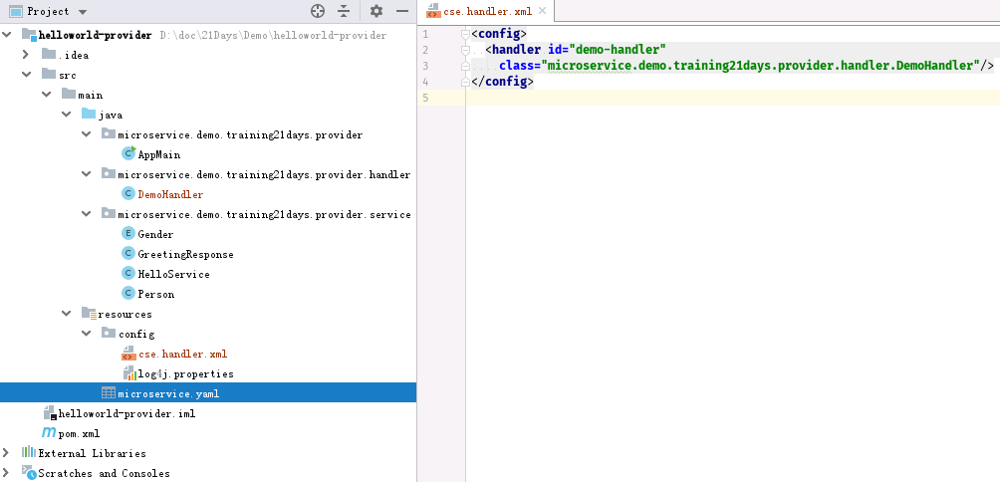 Project
helloworld-provider D:\doc\21Days\Demo\helloworld-provider
.idea
src
main
java
microservice.demo.training21days.provider
AppMain
microservice.demo.training21days.provider.handler
DemoHandler
microservice.demo.training21days.provider.service
Gender
GreetingResponse
HelloService
Person
resources
config
cse.handler.xml
log4j.properties
microservice.yaml
helloworld-provider.iml
pom.xml
External Libraries
Scratches and Consoles
cse.handler.xml
1 <config>
2 <handler id="demo-handler"
3 class="microservice.demo.training21days.provider.handler.DemoHandler"/>
4 </config>
5